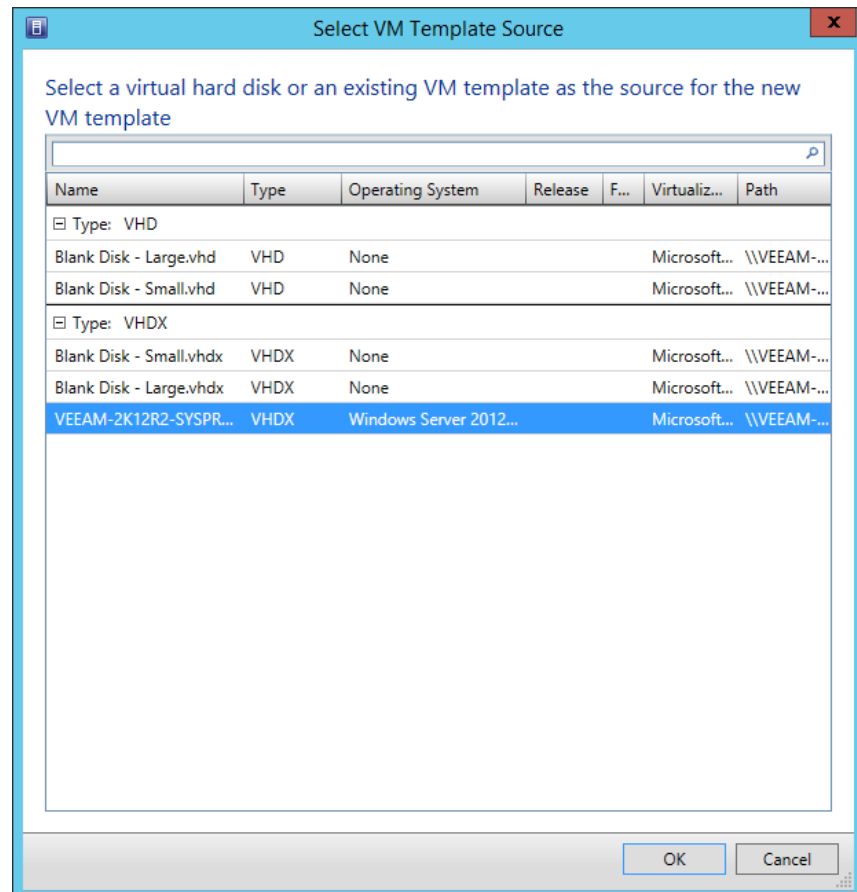 Select VM Template Source
x
Select a virtual hard disk or an existing VM template as the source for the new
VM template
Name Type Operating System Release F... Virtualiz... Path
Type: VHD
Blank Disk - Large.vhd VHD None Microsoft... \\VEEAM-...
Blank Disk - Small.vhd VHD None Microsoft... \\VEEAM-...
Type: VHDX
Blank Disk - Small.vhdx VHDX None Microsoft... \\VEEAM-...
Blank Disk - Large.vhdx VHDX None Microsoft... \\VEEAM-...
VEEAM-2K12R2-SYSPR... VHDX Windows Server 2012... Microsoft... \\VEEAM-...
OK Cancel